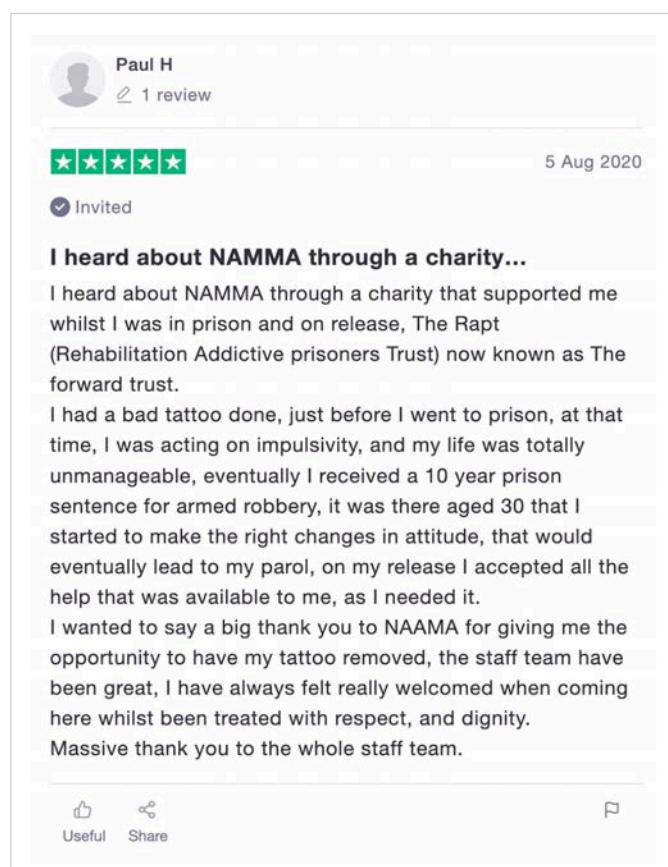 Paul H
1 review
5 Aug 2020
Invited
I heard about NAMMA through a charity...
I heard about NAMMA through a charity that supported me
whilst I was in prison and on release, The Rapt
(Rehabilitation Addictive prisoners Trust) now known as The
forward trust.
I had a bad tattoo done, just before I went to prison, at that
time, I was acting on impulsivity, and my life was totally
unmanageable, eventually I received a 10 year prison
sentence for armed robbery, it was there aged 30 that I
started to make the right changes in attitude, that would
eventually lead to my parol, on my release I accepted all the
help that was available to me, as I needed it.
I wanted to say a big thank you to NAAMA for giving me the
opportunity to have my tattoo removed, the staff team have
been great, I have always felt really welcomed when coming
here whilst been treated with respect, and dignity.
Massive thank you to the whole staff team.
Useful Share